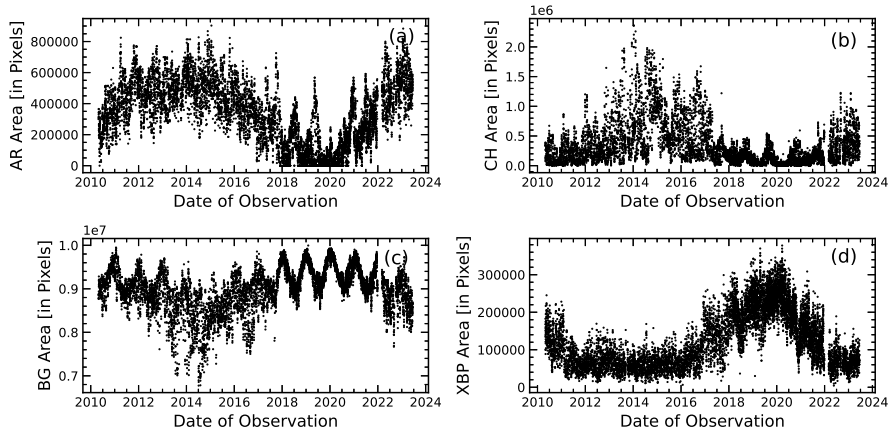 (a)
AR Area [in Pixels]
800000
600000
400000
200000
0
2010 2012 2014 2016 2018 2020 2022 2024
Date of Observation
1e6
(b)
CH Area [in Pixels]
2.0
1.5
1.0
0.5
0.0
2010 2012 2014 2016 2018 2020 2022 2024
Date of Observation
1e7
(c)
BG Area [in Pixels]
1.0
0.9
0.8
0.7
2010 2012 2014 2016 2018 2020 2022 2024
Date of Observation
(d)
XBP Area [in Pixels]
300000
200000
100000
0
2010 2012 2014 2016 2018 2020 2022 2024
Date of Observation